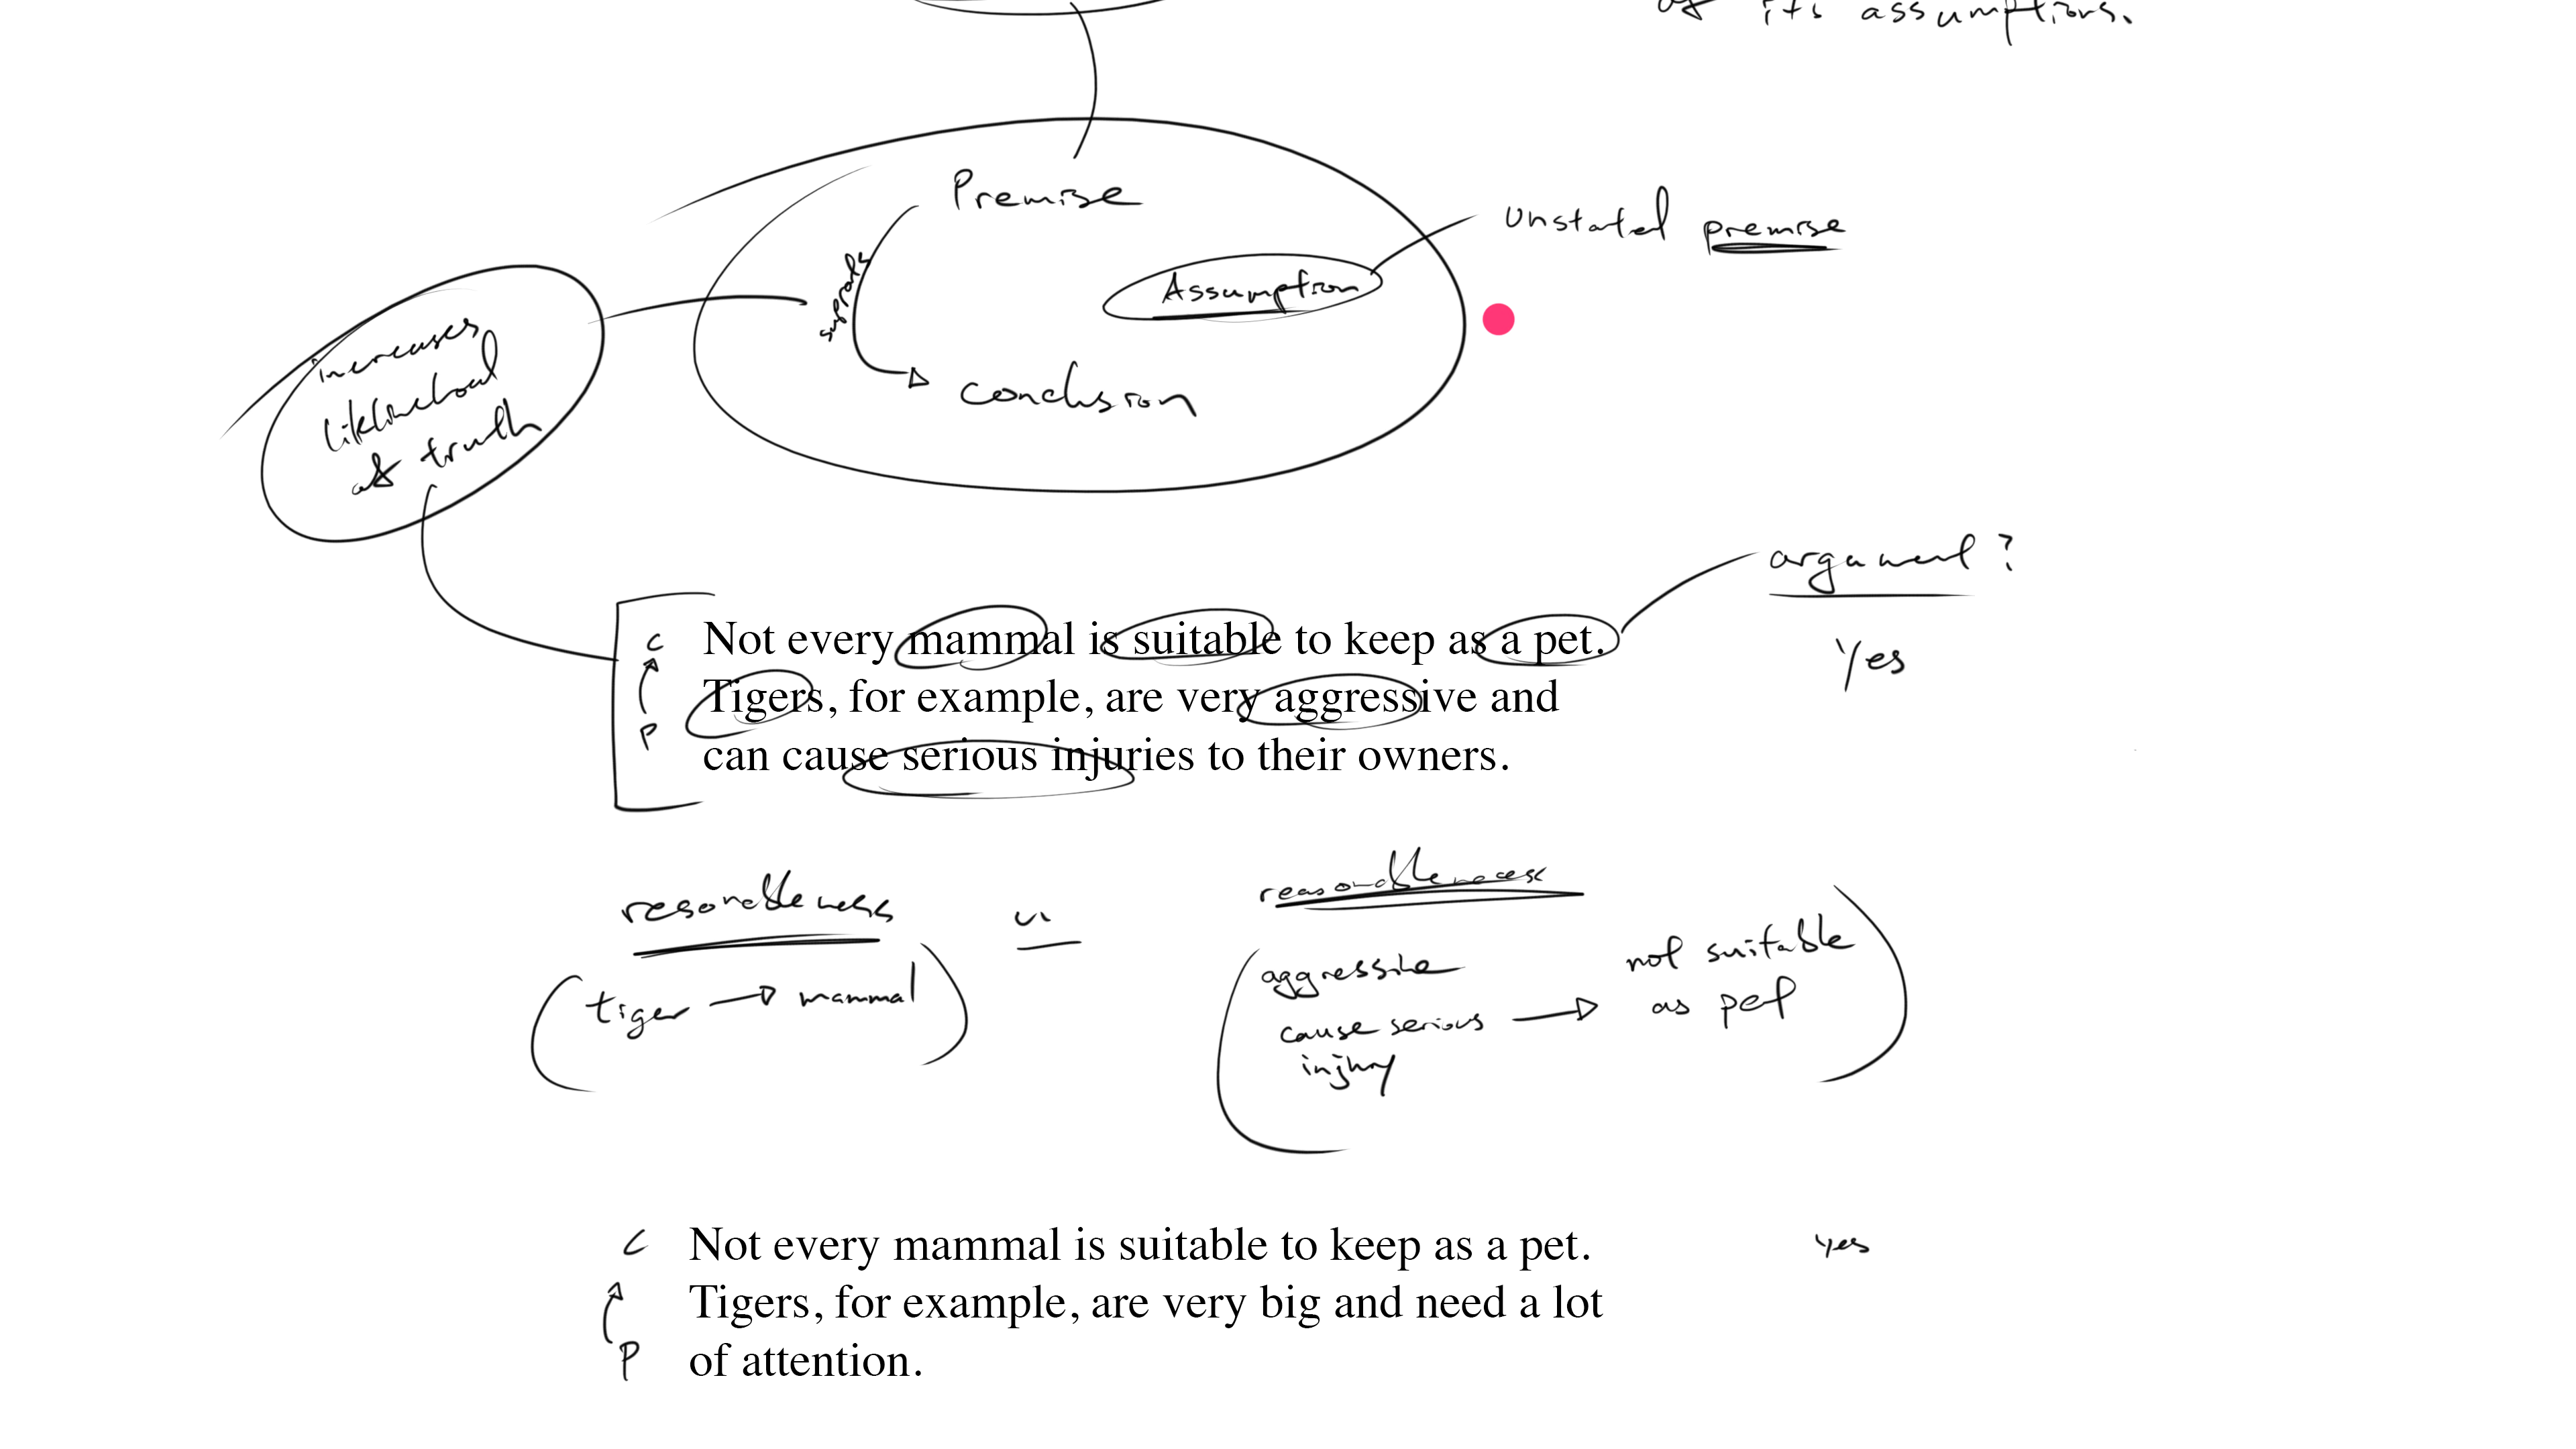 of its assumptions.
Premise
unstated premise
supports
Assumption
increases
likelihood
of truth
conclusion
argument?
Yes
C Not every mammal is suitable to keep as a pet.
Tigers, for example, are very aggressive and
P can cause serious injuries to their owners.
resonableness
vs
reasonableness
tiger → mammal
aggressive
cause serious
injury
→ not suitable
as pet
C Not every mammal is suitable to keep as a pet.
yes
Tigers, for example, are very big and need a lot
P of attention.